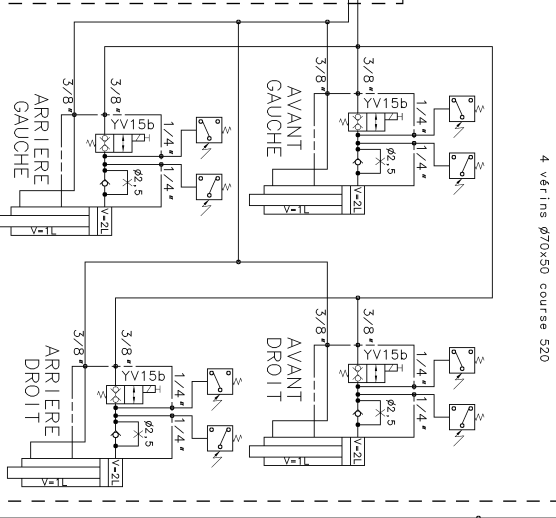 3/8"
3/8"
ARRIERE
GAUCHE
YV15b
1/4"
1/4"
ø2,5
V=2L
V=1L
3/8"
3/8"
AVANT
GAUCHE
YV15b
1/4"
1/4"
ø2,5
V=2L
V=1L
4 vérins ø70x50 course 520
3/8"
3/8"
ARRIERE
DROIT
YV15b
1/4"
1/4"
ø2,5
V=2L
V=1L
3/8"
3/8"
AVANT
DROIT
YV15b
1/4"
1/4"
ø2,5
V=2L
V=1L